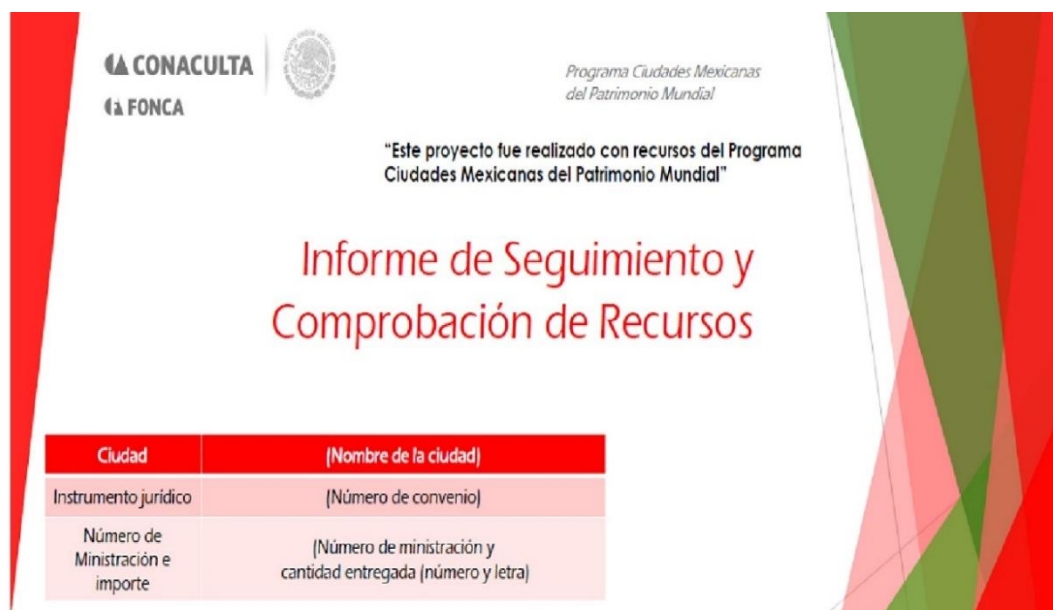 CONACULTA
FONCA
Programa Ciudades Mexicanas
del Patrimonio Mundial
“Este proyecto fue realizado con recursos del Programa
Ciudades Mexicanas del Patrimonio Mundial”
Informe de Seguimiento y
Comprobación de Recursos
Ciudad (Nombre de la ciudad)
Instrumento jurídico (Número de convenio)
Número de
Ministración e
importe
(Número de ministración y
cantidad entregada (número y letra)